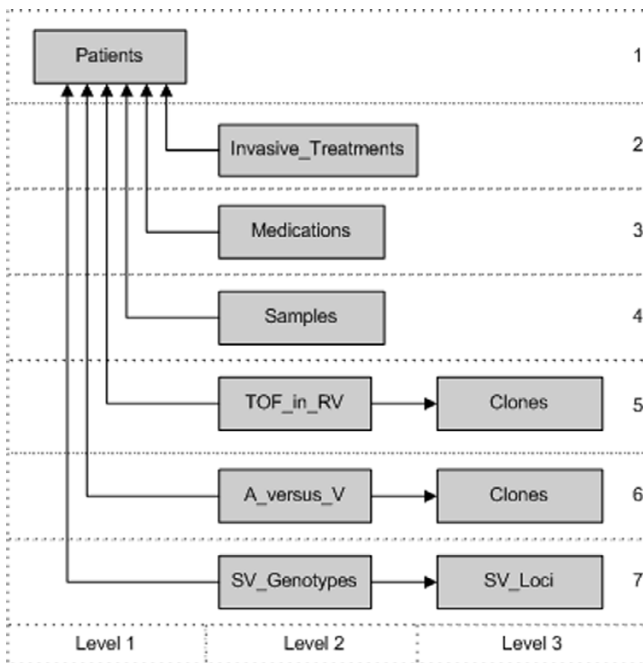 Patients
1
Invasive_Treatments
2
Medications
3
Samples
4
TOF_in_RV
Clones
5
A_versus_V
Clones
6
SV_Genotypes
SV_Loci
7
Level 1
Level 2
Level 3